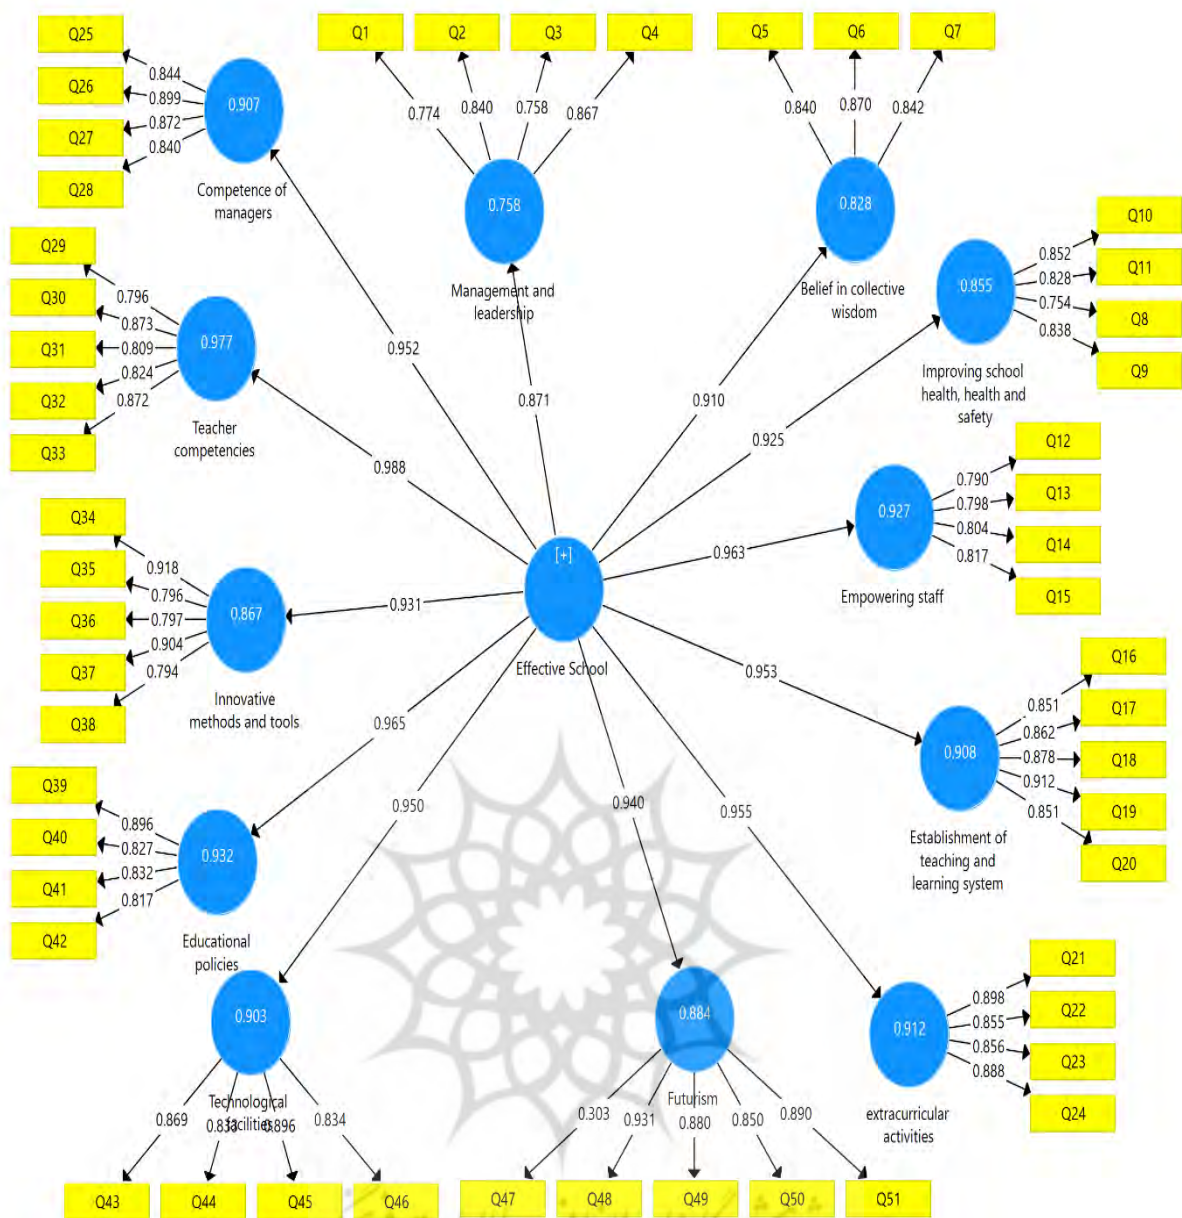 Q25
Q26
Q27
Q28
0.844
0.899
0.872
0.840
0.907
Competence of
managers
Q1
Q2
Q3
Q4
0.774
0.840
0.758
0.867
0.758
Management and
leadership
Q5
Q6
Q7
0.840
0.870
0.842
0.828
Belief in collective
wisdom
Q10
Q11
Q8
Q9
0.852
0.828
0.754
0.838
0.855
Improving school
health, health and
safety
Q29
Q30
Q31
Q32
Q33
0.796
0.873
0.809
0.824
0.872
0.977
Teacher
competencies
0.952
0.871
0.910
0.925
0.988
Q12
Q13
Q14
Q15
0.790
0.798
0.804
0.817
0.927
Empowering staff
0.963
[+]
Effective School
0.931
Q34
Q35
Q36
Q37
Q38
0.918
0.796
0.797
0.904
0.794
0.867
Innovative
methods and tools
0.953
Q16
Q17
Q18
Q19
Q20
0.851
0.862
0.878
0.912
0.851
0.908
Establishment of
teaching and
learning system
0.965
0.950
0.940
0.955
Q39
Q40
Q41
Q42
0.896
0.827
0.832
0.817
0.932
Educational
policies
0.903
Technological
facilities
0.869
0.833
0.896
0.834
Q43
Q44
Q45
Q46
0.884
Futurism
0.303
0.931
0.880
0.850
0.890
Q47
Q48
Q49
Q50
Q51
0.912
extracurricular
activities
0.898
0.855
0.856
0.888
Q21
Q22
Q23
Q24